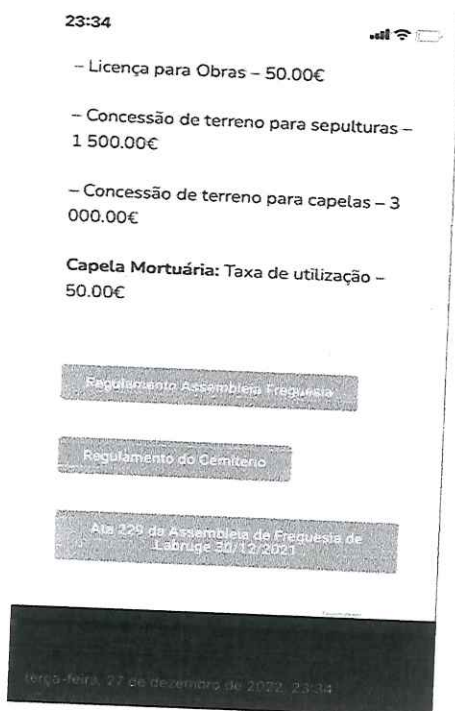 23:34
– Licença para Obras – 50.00€
– Concessão de terreno para sepulturas –
1 500.00€
– Concessão de terreno para capelas – 3
000.00€
Capela Mortuária: Taxa de utilização –
50.00€
Regulamento Assembleia Freguesia
Regulamento do Cemitério
Ata 229 da Assembleia de Freguesia de
Labruge 30/12/2021
terça-feira, 27 de dezembro de 2022, 23:34